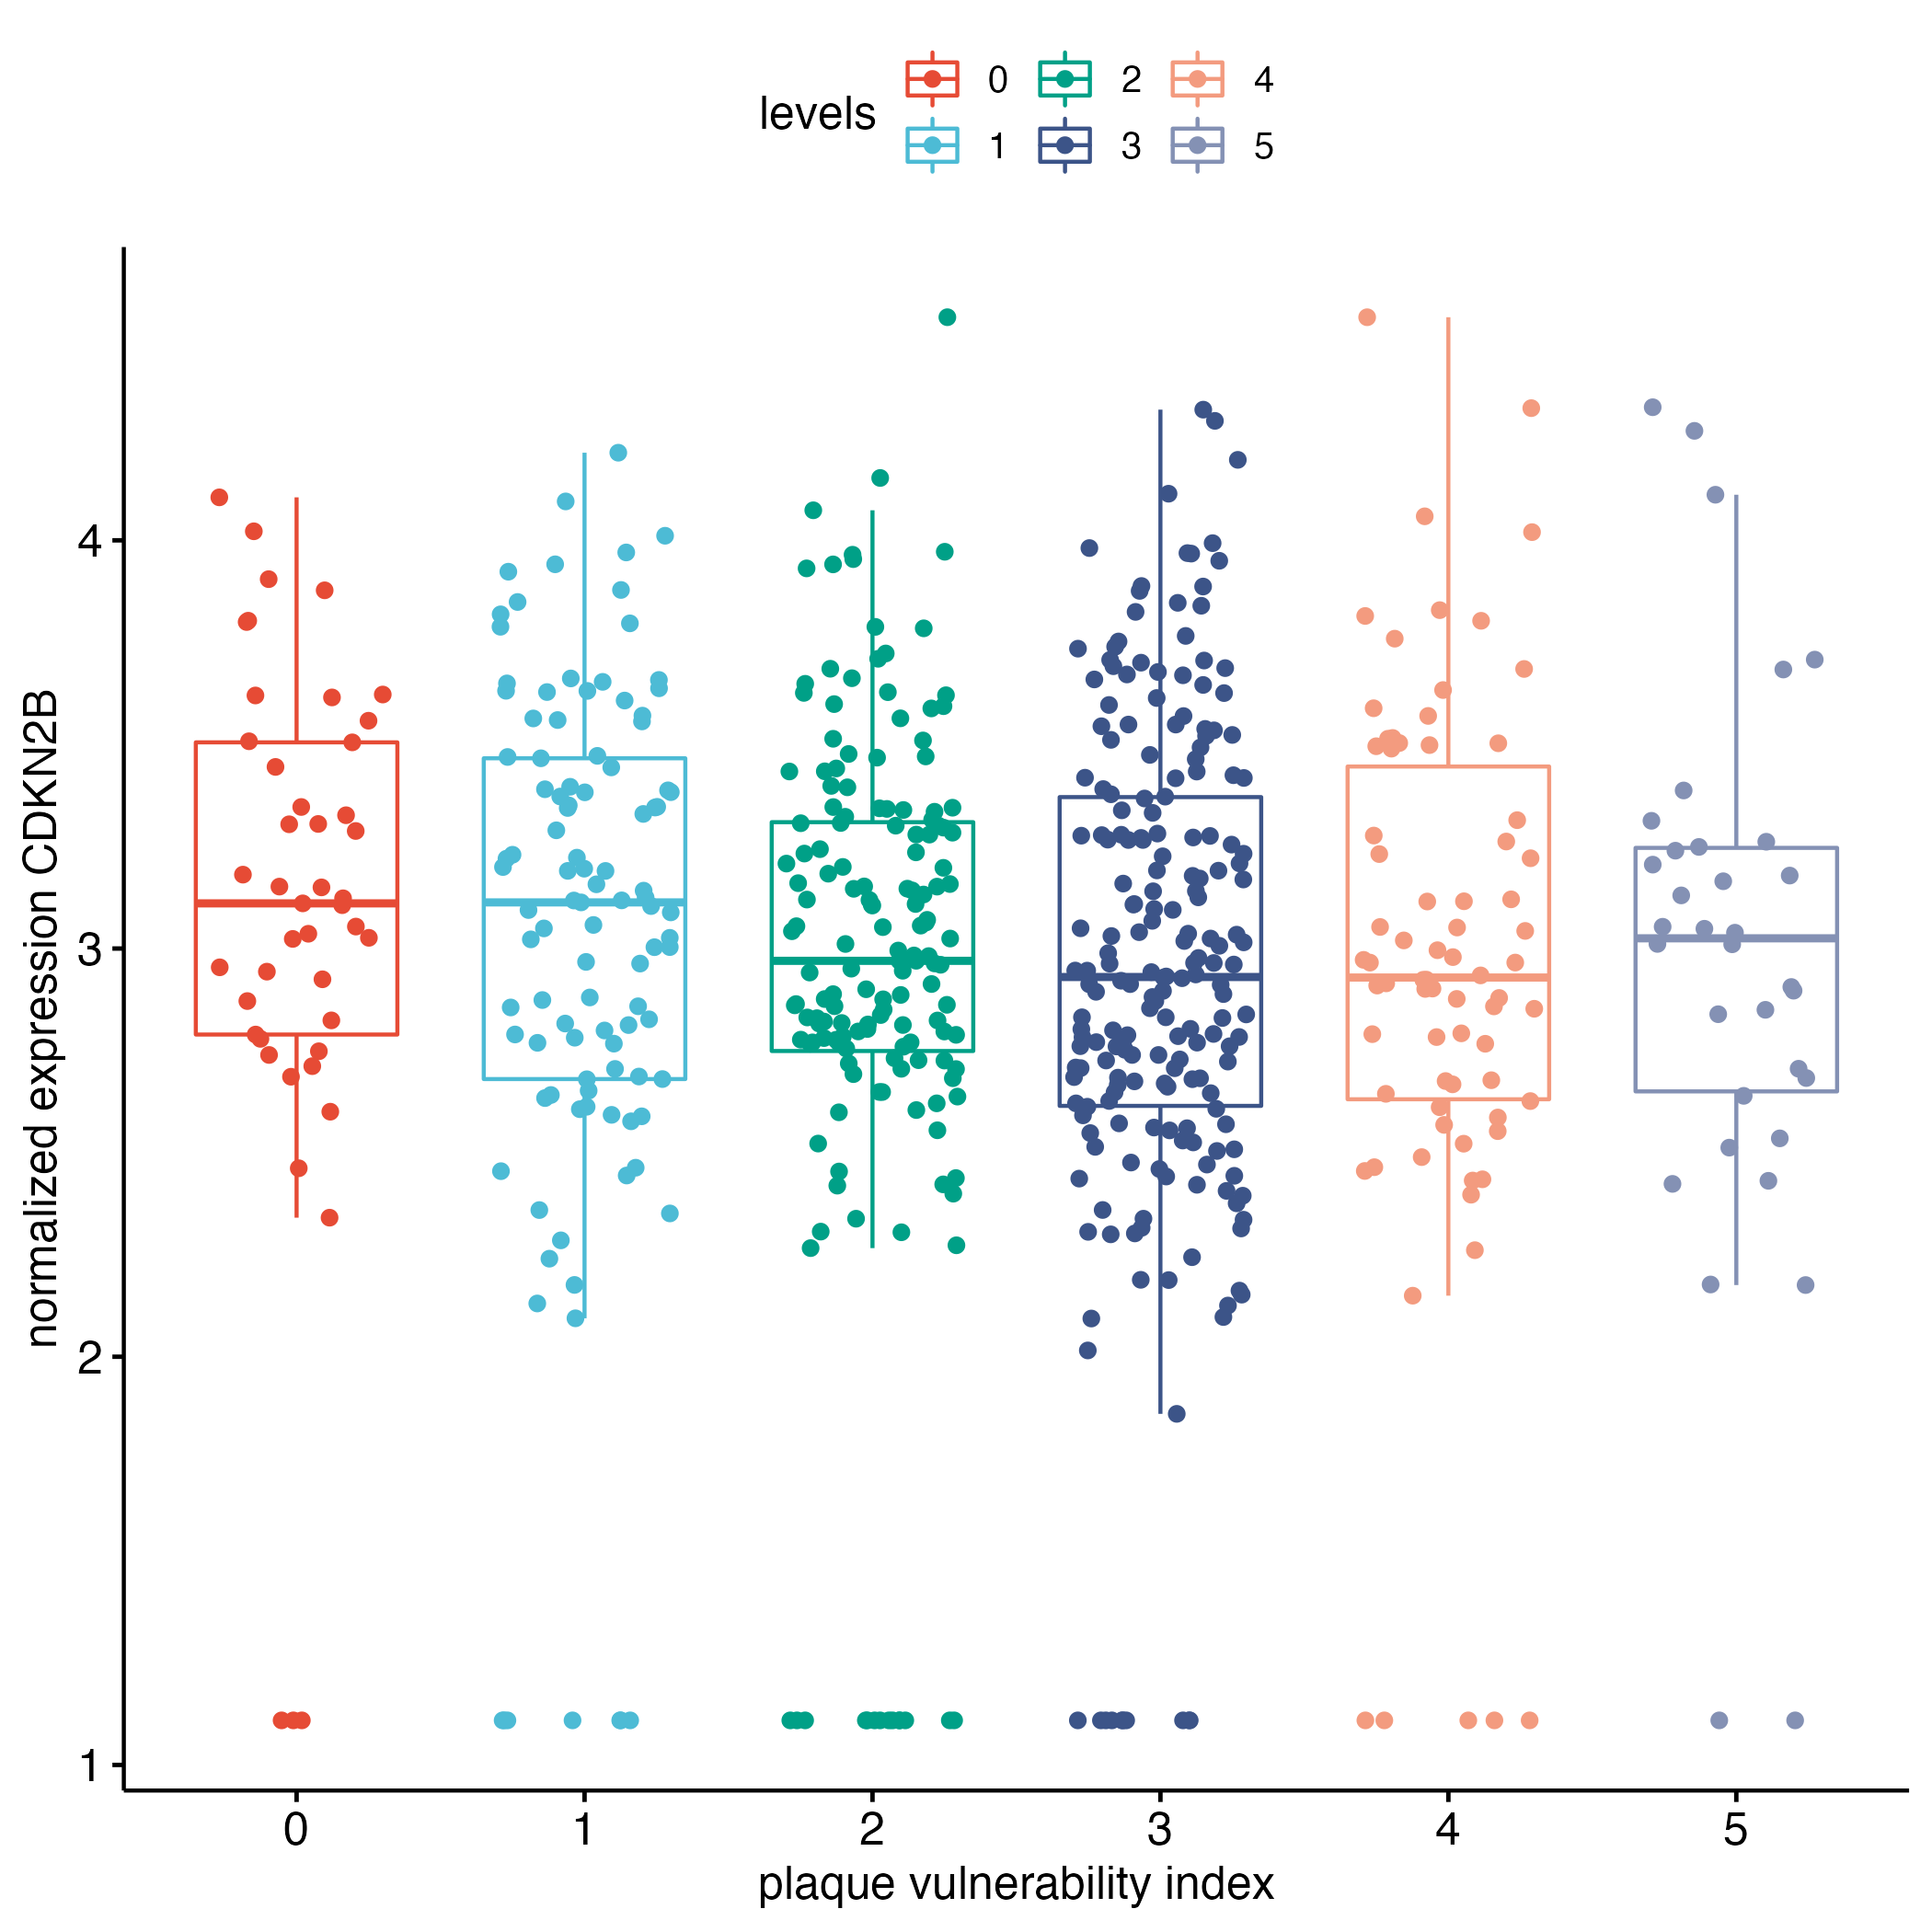 levels
0 2 4
1 3 5
normalized expression CDKN2B
4
3
2
1
0 1 2 3 4 5
plaque vulnerability index